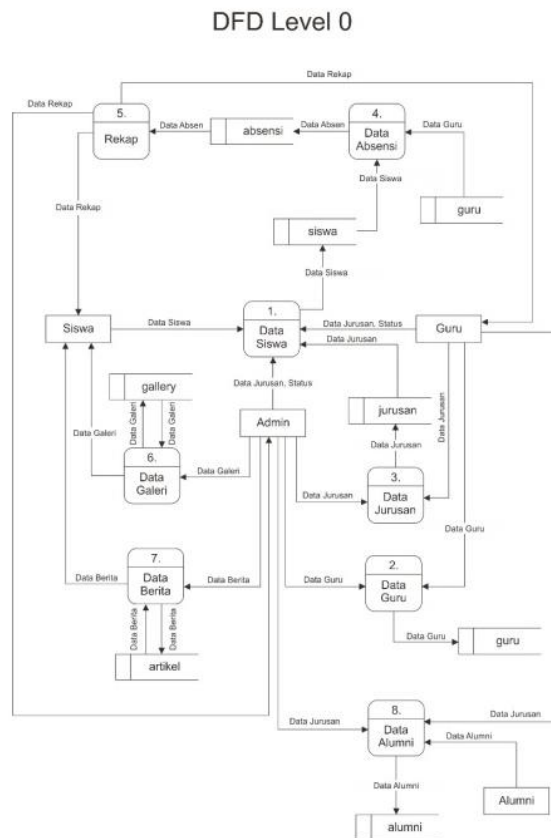 DFD Level 0
Data Rekap
Data Rekap
5.
Rekap
Data Absen
absensi
Data Absen
4.
Data
Absensi
Data Guru
Data Siswa
guru
Data Rekap
siswa
Data Siswa
Siswa
Data Siswa
1.
Data
Siswa
Data Jurusan, Status
Data Jurusan
Guru
Data Jurusan, Status
gallery
Data Galeri
Data Galeri
Data Galeri
6.
Data
Galeri
Data Galeri
Admin
jurusan
Data Jurusan
Data Jurusan
Data Jurusan
3.
Data
Jurusan
Data Guru
Data Berita
7.
Data
Berita
Data Berita
Data Guru
2.
Data
Guru
Data Guru
guru
Data Berita
Data Berita
artikel
Data Jurusan
8.
Data
Alumni
Data Jurusan
Data Alumni
Data Alumni
Alumni
alumni